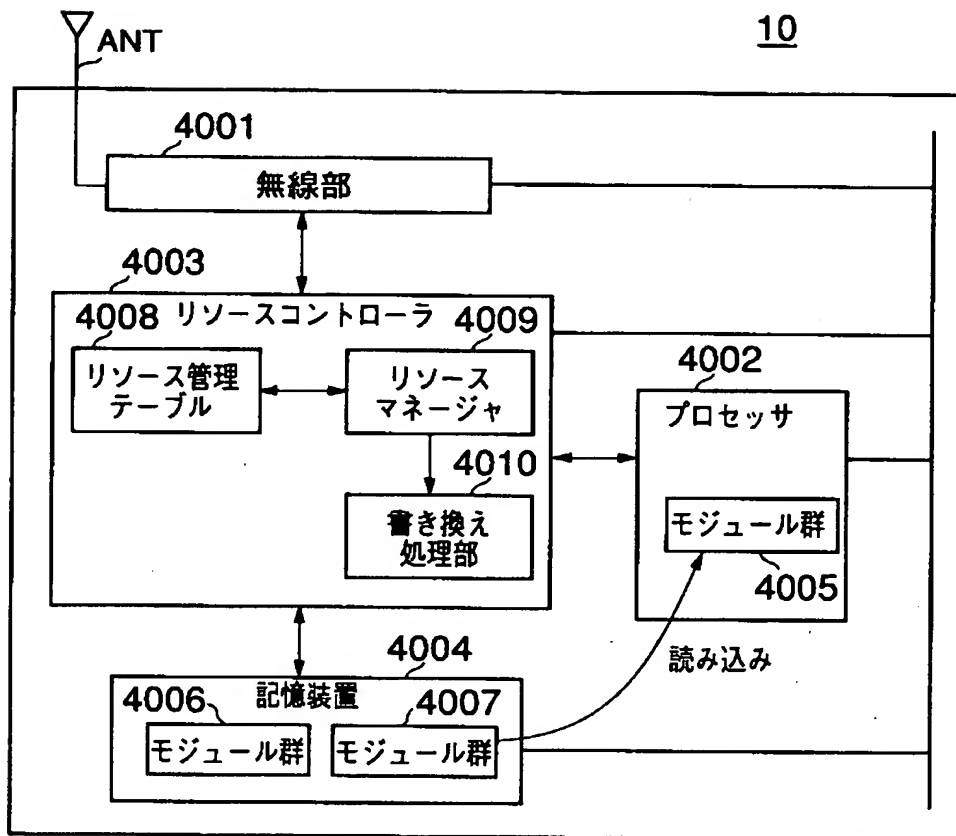 ANT
10
4001
無線部
4003
リソースコントローラ
4008
リソース管理
テーブル
4009
リソース
マネージャ
4010
書き換え
処理部
4002
プロセッサ
モジュール群
4005
読み込み
4004
記憶装置
4006
モジュール群
4007
モジュール群